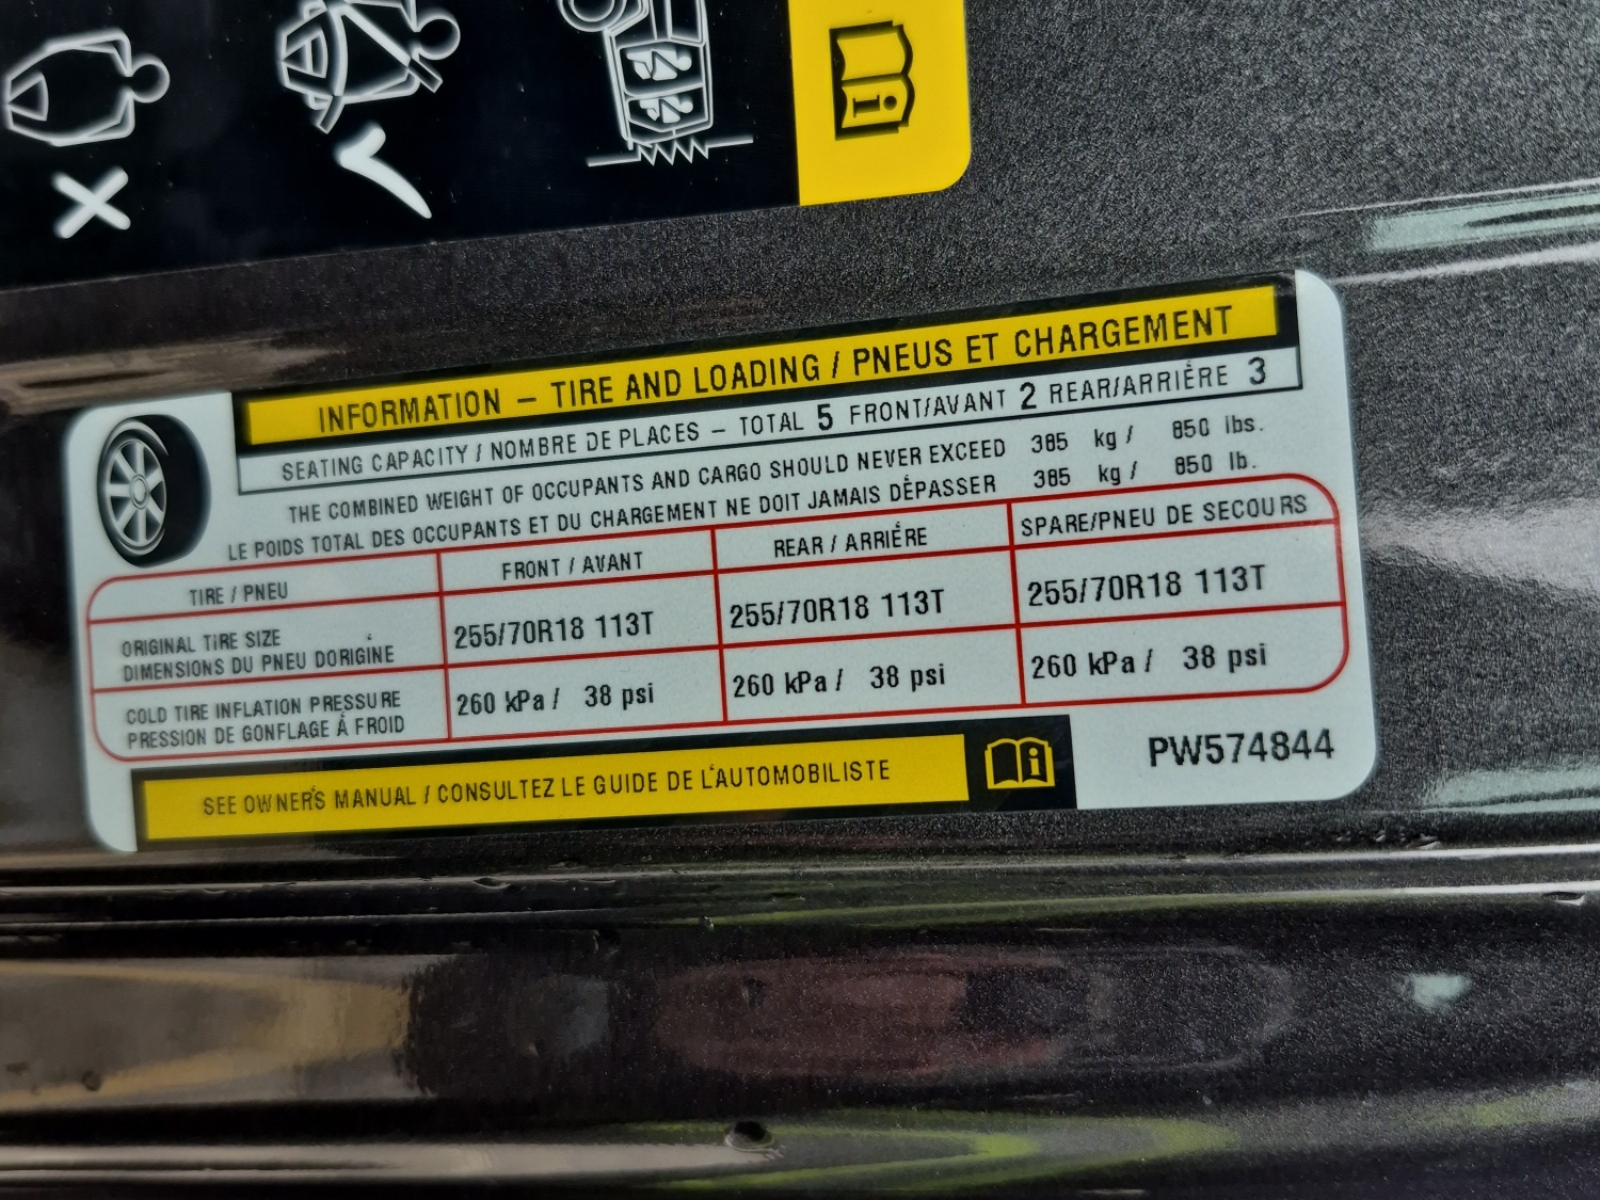 INFORMATION – TIRE AND LOADING / PNEUS ET CHARGEMENT
SEATING CAPACITY / NOMBRE DE PLACES – TOTAL 5 FRONT/AVANT 2 REAR/ARRIÈRE 3
THE COMBINED WEIGHT OF OCCUPANTS AND CARGO SHOULD NEVER EXCEED 385 kg / 850 lbs.
LE POIDS TOTAL DES OCCUPANTS ET DU CHARGEMENT NE DOIT JAMAIS DÉPASSER 385 kg / 850 lb.
TIRE / PNEU FRONT / AVANT REAR / ARRIÈRE SPARE/PNEU DE SECOURS
ORIGINAL TIRE SIZE
DIMENSIONS DU PNEU D'ORIGINE
255/70R18 113T 255/70R18 113T 255/70R18 113T
COLD TIRE INFLATION PRESSURE
PRESSION DE GONFLAGE À FROID
260 kPa / 38 psi 260 kPa / 38 psi 260 kPa / 38 psi
SEE OWNER'S MANUAL / CONSULTEZ LE GUIDE DE L'AUTOMOBILISTE
PW574844